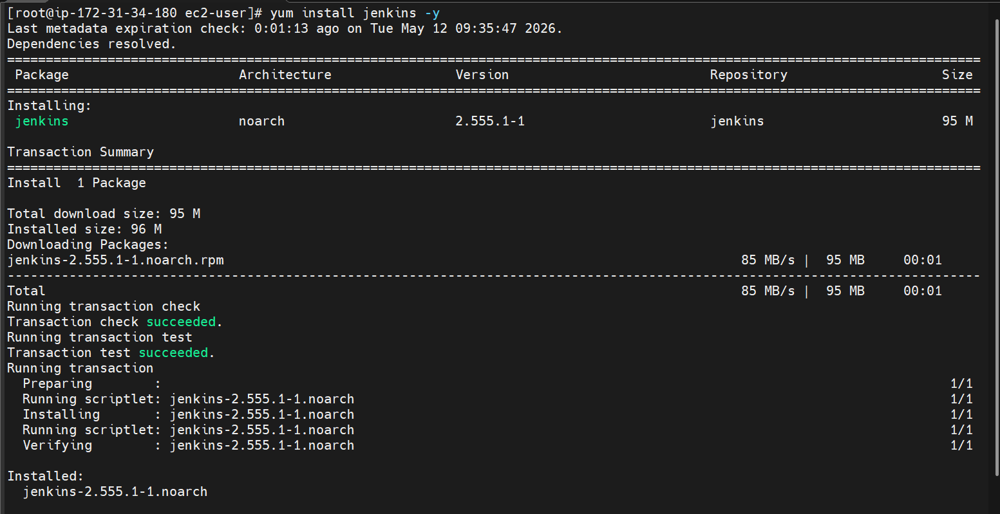 [root@ip-172-31-34-180 ec2-user]# yum install jenkins -y
Last metadata expiration check: 0:01:13 ago on Tue May 12 09:35:47 2026.
Dependencies resolved.
================================================================================
Package Architecture Version Repository Size
================================================================================
Installing:
jenkins noarch 2.555.1-1 jenkins 95 M
Transaction Summary
================================================================================
Install 1 Package
Total download size: 95 M
Installed size: 96 M
Downloading Packages:
jenkins-2.555.1-1.noarch.rpm 85 MB/s | 95 MB 00:01
--------------------------------------------------------------------------------
Total 85 MB/s | 95 MB 00:01
Running transaction check
Transaction check succeeded.
Running transaction test
Transaction test succeeded.
Running transaction
Preparing : 1/1
Running scriptlet: jenkins-2.555.1-1.noarch 1/1
Installing : jenkins-2.555.1-1.noarch 1/1
Running scriptlet: jenkins-2.555.1-1.noarch 1/1
Verifying : jenkins-2.555.1-1.noarch 1/1
Installed:
jenkins-2.555.1-1.noarch